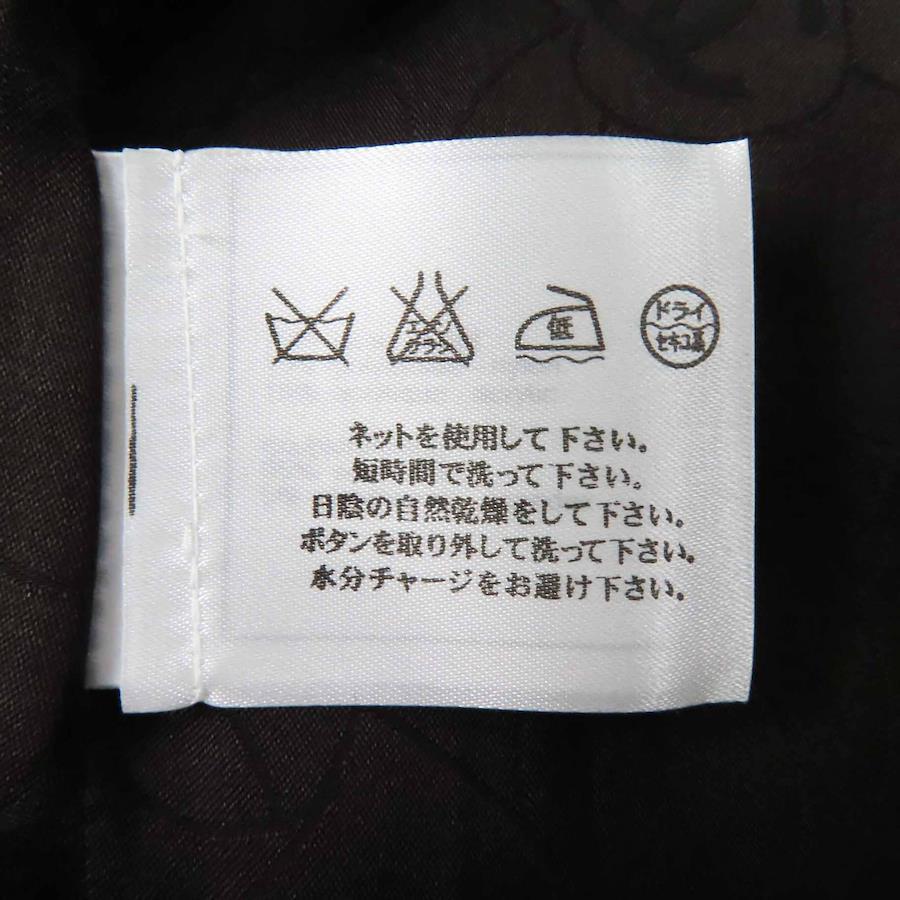 エンソ
サラシ
低
ドライ
セキユ系
ネットを使用して下さい。
短時間で洗って下さい。
日陰の自然乾燥をして下さい。
ボタンを取り外して洗って下さい。
水分チャージをお避け下さい。